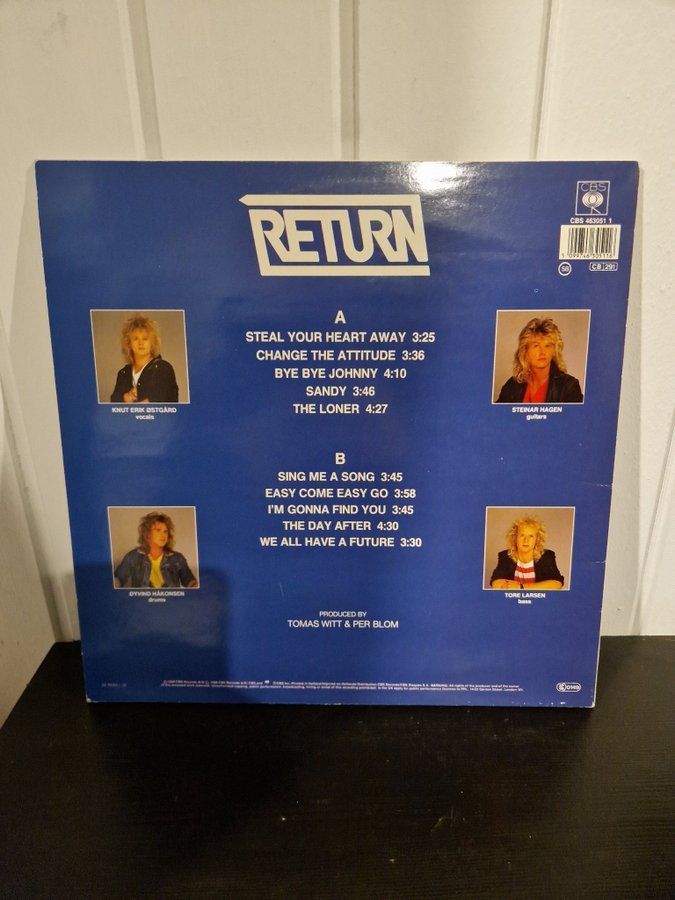 RETURN
CBS
CBS 463051 1
5 099746 305116
58
CB 291
A
STEAL YOUR HEART AWAY 3:25
CHANGE THE ATTITUDE 3:36
BYE BYE JOHNNY 4:10
SANDY 3:46
THE LONER 4:27
KNUT ERIK ØSTGÅRD
vocals
STEINAR HAGEN
guitars
B
SING ME A SONG 3:45
EASY COME EASY GO 3:58
I'M GONNA FIND YOU 3:45
THE DAY AFTER 4:30
WE ALL HAVE A FUTURE 3:30
ØYVIND HÅKONSEN
drums
TORE LARSEN
bass
PRODUCED BY
TOMAS WITT & PER BLOM